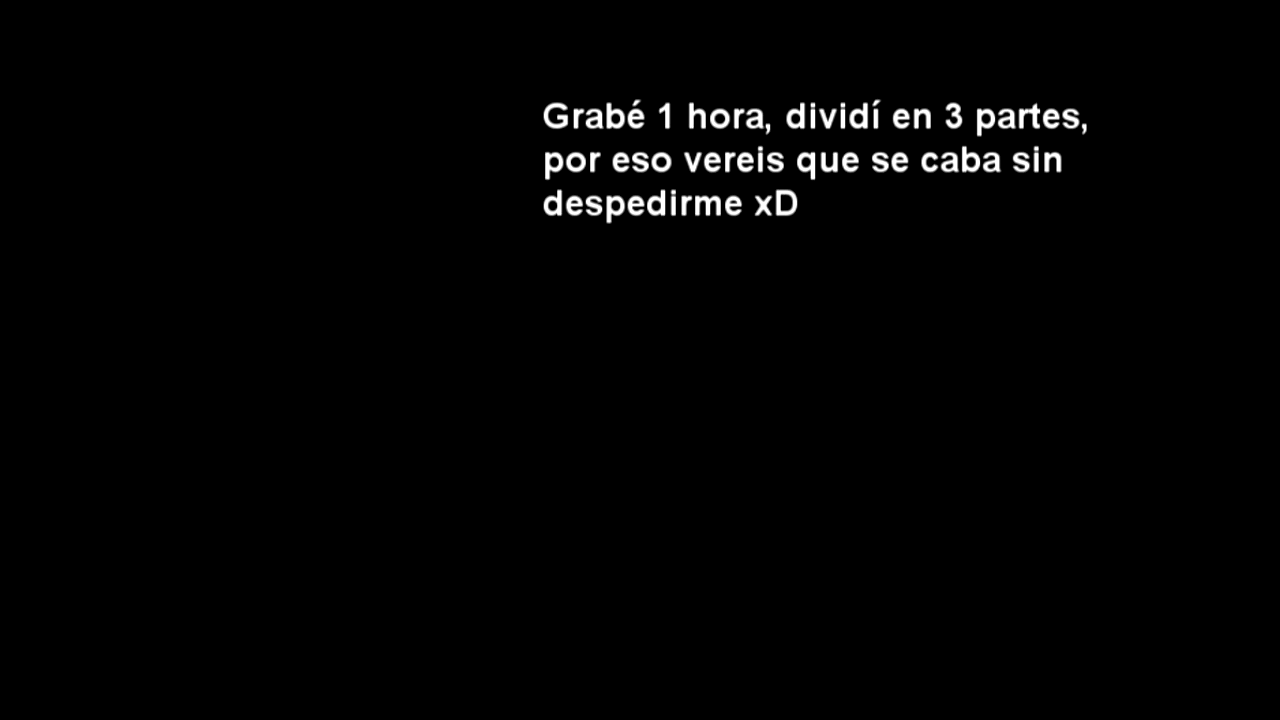 Grabé 1 hora, dividí en 3 partes,
por eso vereis que se caba sin
despedirme xD